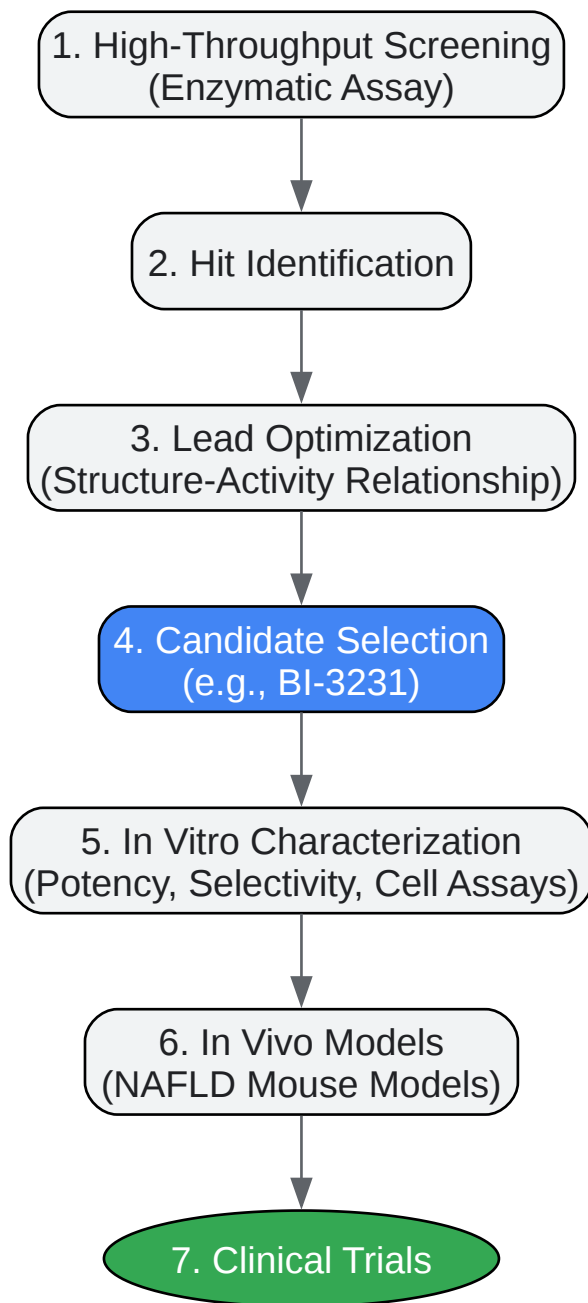 1. High-Throughput Screening
(Enzymatic Assay)
2. Hit Identification
3. Lead Optimization
(Structure-Activity Relationship)
4. Candidate Selection
(e.g., BI-3231)
5. In Vitro Characterization
(Potency, Selectivity, Cell Assays)
6. In Vivo Models
(NAFLD Mouse Models)
7. Clinical Trials